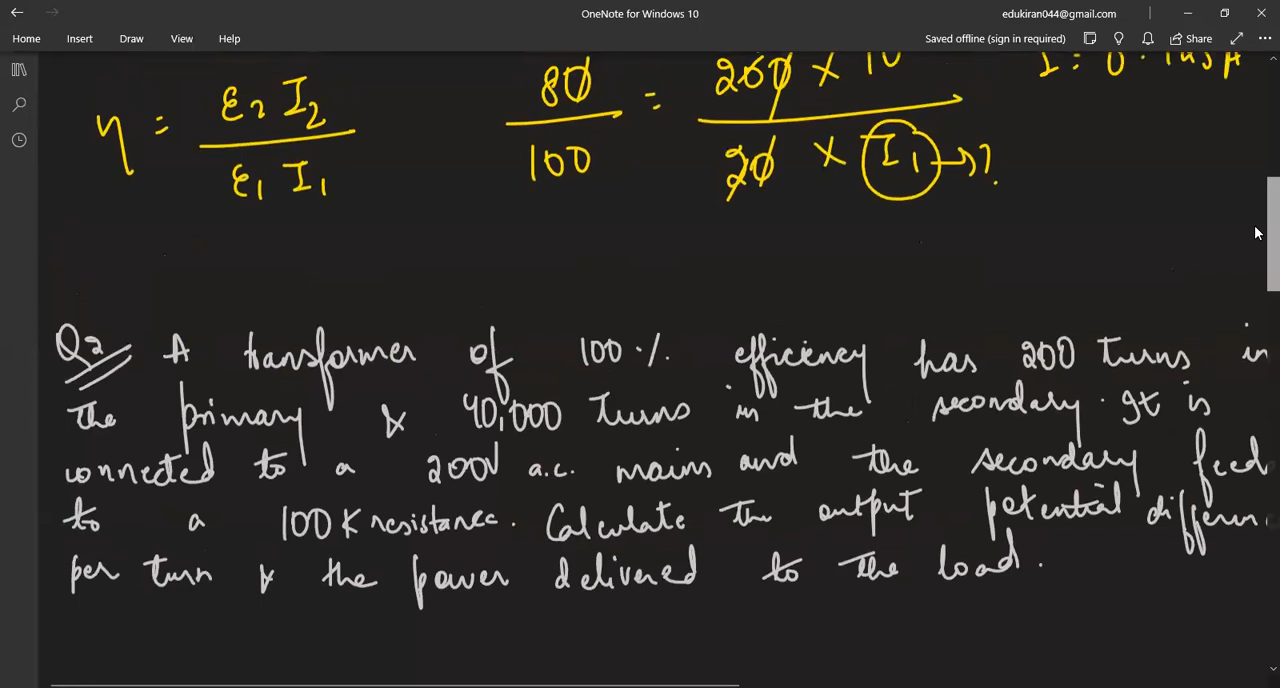 OneNote for Windows 10
edukiran044@gmail.com
Home Insert Draw View Help
Saved offline (sign in required)
Share
η = ε₂ I₂ / ε₁ I₁
80 / 100 = 200 × 10 / 20 × I₁ → ?
Q2 A transformer of 100 % efficiency has 200 turns in
the primary & 40,000 turns in the secondary. It is
connected to a 200V a.c. mains and the secondary feed
to a 100K resistance. Calculate the output potential differen
per turn & the power delivered to the load.